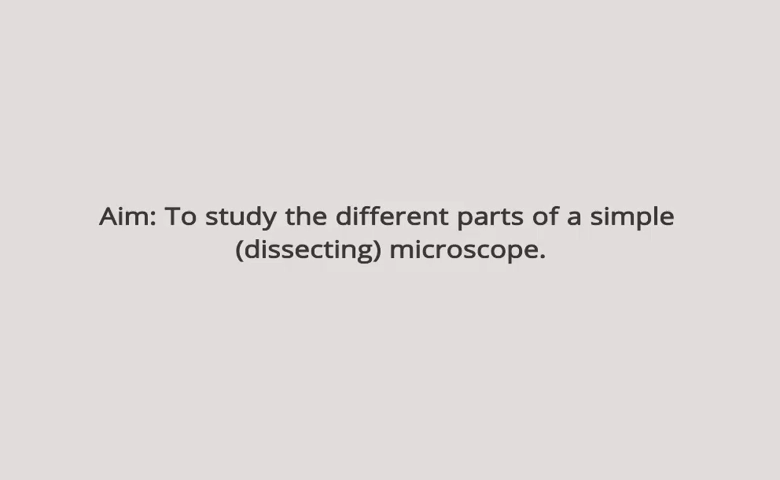 Aim: To study the different parts of a simple
(dissecting) microscope.